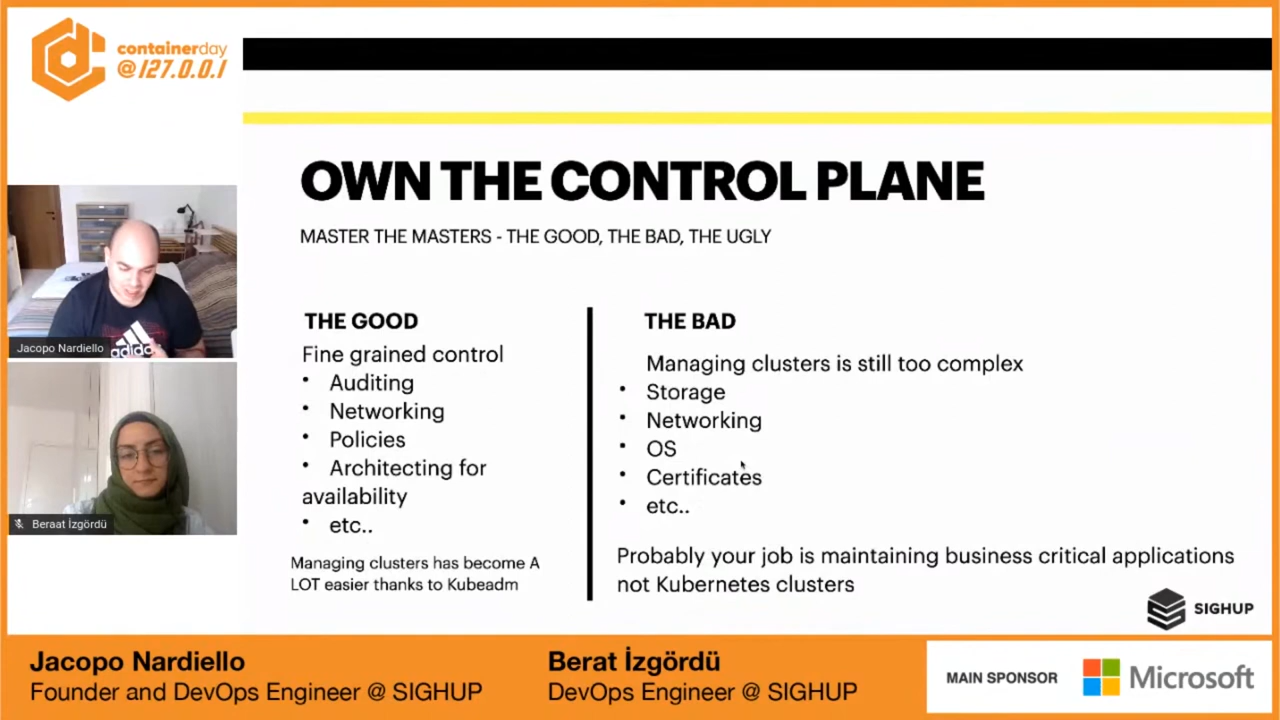 containerday
@127.0.0.1
OWN THE CONTROL PLANE
MASTER THE MASTERS - THE GOOD, THE BAD, THE UGLY
THE GOOD
Fine grained control
• Auditing
• Networking
• Policies
• Architecting for
availability
• etc..
Managing clusters has become A
LOT easier thanks to Kubeadm
THE BAD
Managing clusters is still too complex
• Storage
• Networking
• OS
• Certificates
• etc..
Probably your job is maintaining business critical applications
not Kubernetes clusters
SIGHUP
adidas
Jacopo Nardiello
Beraat İzgördü
Jacopo Nardiello
Founder and DevOps Engineer @ SIGHUP
Berat İzgördü
DevOps Engineer @ SIGHUP
MAIN SPONSOR
Microsoft